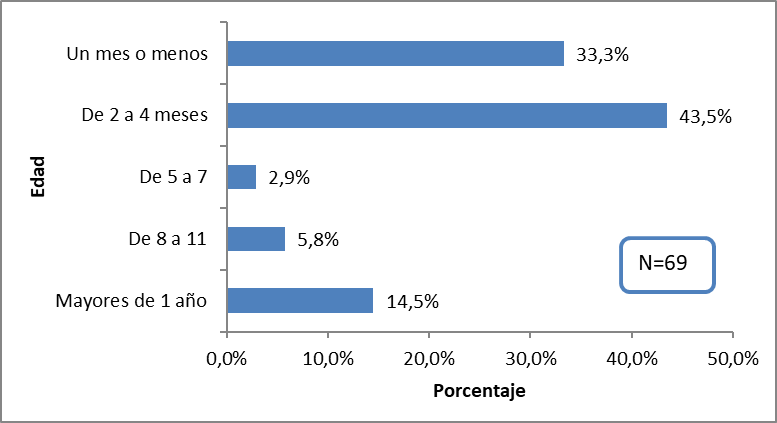 Un mes o menos
33,3%
De 2 a 4 meses
43,5%
De 5 a 7
2,9%
De 8 a 11
5,8%
Mayores de 1 año
14,5%
Edad
N=69
0,0%
10,0%
20,0%
30,0%
40,0%
50,0%
Porcentaje